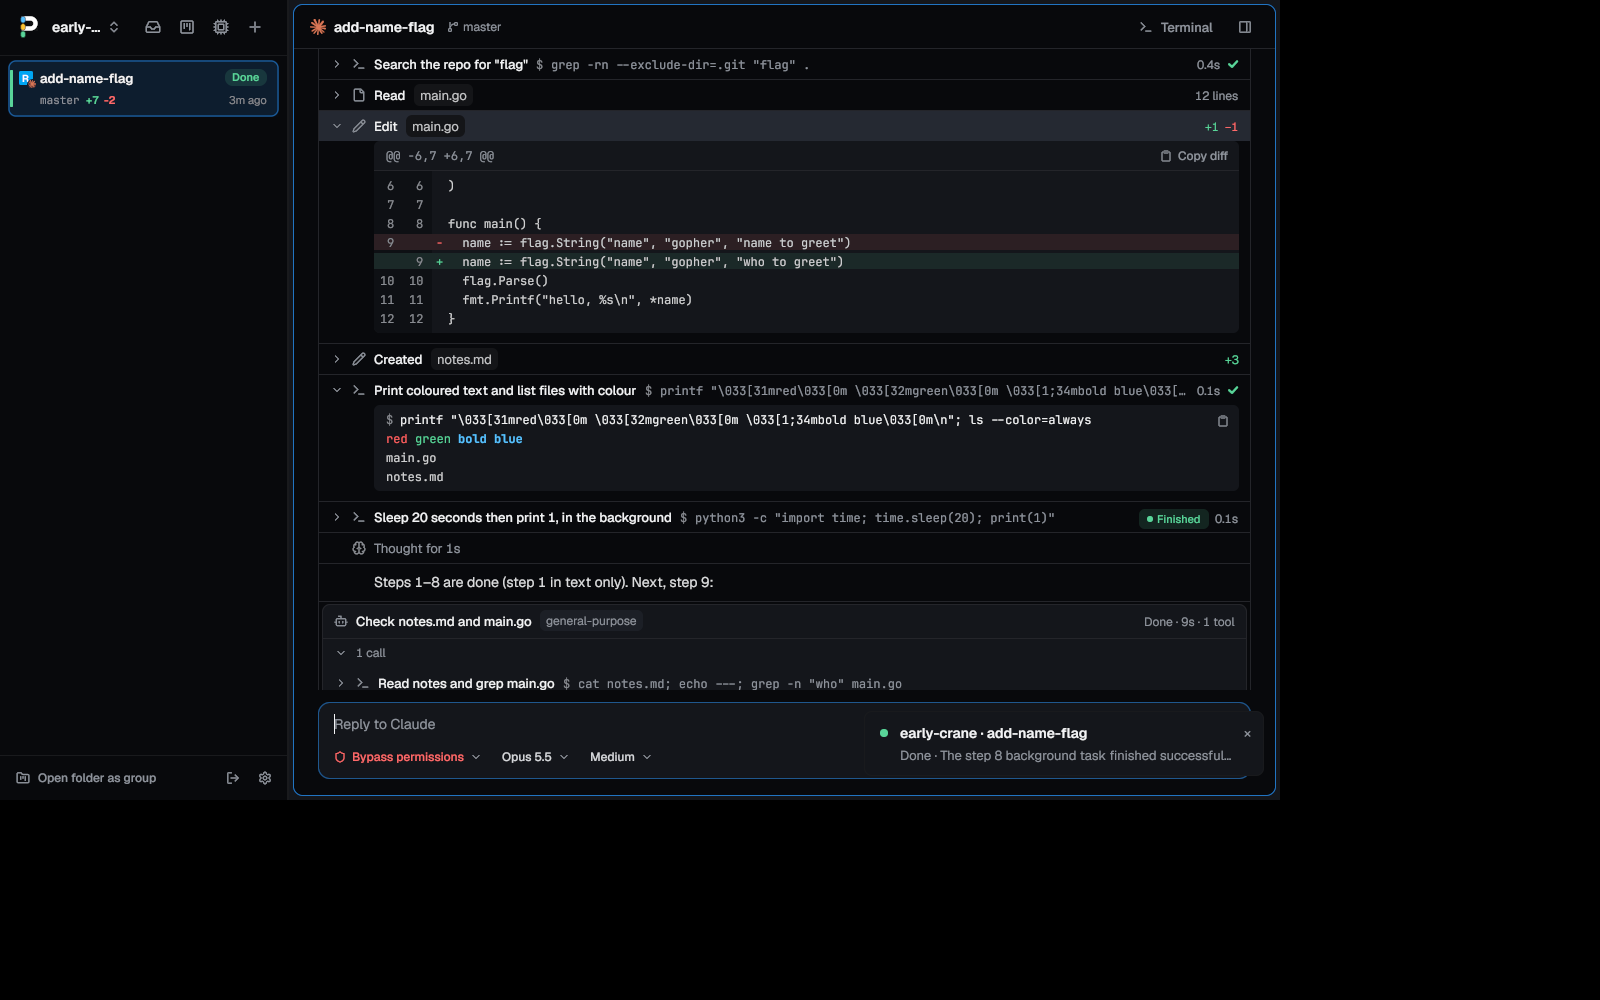 early-...
add-name-flag
Done
master +7 -2
3m ago
Open folder as group
add-name-flag
master
Terminal
Search the repo for "flag" $ grep -rn --exclude-dir=.git "flag" .
0.4s
Read main.go
12 lines
Edit main.go
+1 −1
@@ -6,7 +6,7 @@
Copy diff
6 6 )
7 7
8 8 func main() {
9 - name := flag.String("name", "gopher", "name to greet")
9 + name := flag.String("name", "gopher", "who to greet")
10 10 flag.Parse()
11 11 fmt.Printf("hello, %s\n", *name)
12 12 }
Created notes.md
+3
Print coloured text and list files with colour $ printf "\033[31mred\033[0m \033[32mgreen\033[0m \033[1;34mbold blue\033[…
0.1s
$ printf "\033[31mred\033[0m \033[32mgreen\033[0m \033[1;34mbold blue\033[0m\n"; ls --color=always
red green bold blue
main.go
notes.md
Sleep 20 seconds then print 1, in the background $ python3 -c "import time; time.sleep(20); print(1)"
Finished 0.1s
Thought for 1s
Steps 1–8 are done (step 1 in text only). Next, step 9:
Check notes.md and main.go general-purpose
Done · 9s · 1 tool
1 call
Read notes and grep main.go $ cat notes.md; echo ---; grep -n "who" main.go
Reply to Claude
Bypass permissions
Opus 5.5
Medium
early-crane · add-name-flag
Done · The step 8 background task finished successful…